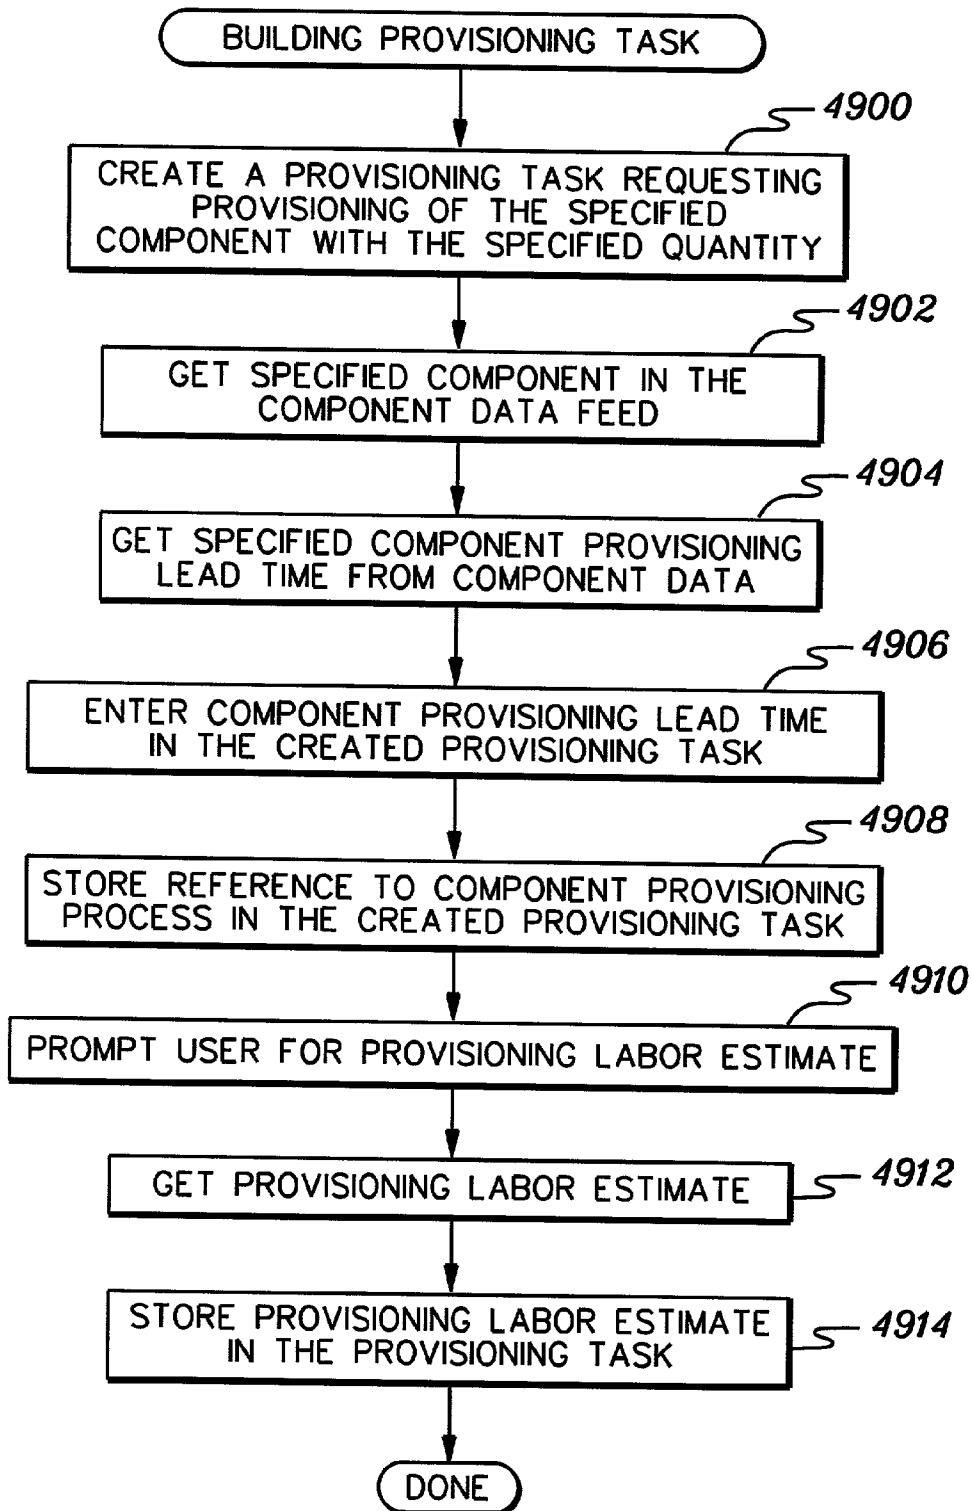 BUILDING PROVISIONING TASK
4900
CREATE A PROVISIONING TASK REQUESTING
PROVISIONING OF THE SPECIFIED
COMPONENT WITH THE SPECIFIED QUANTITY
4902
GET SPECIFIED COMPONENT IN THE
COMPONENT DATA FEED
4904
GET SPECIFIED COMPONENT PROVISIONING
LEAD TIME FROM COMPONENT DATA
4906
ENTER COMPONENT PROVISIONING LEAD TIME
IN THE CREATED PROVISIONING TASK
4908
STORE REFERENCE TO COMPONENT PROVISIONING
PROCESS IN THE CREATED PROVISIONING TASK
4910
PROMPT USER FOR PROVISIONING LABOR ESTIMATE
4912
GET PROVISIONING LABOR ESTIMATE
4914
STORE PROVISIONING LABOR ESTIMATE
IN THE PROVISIONING TASK
DONE